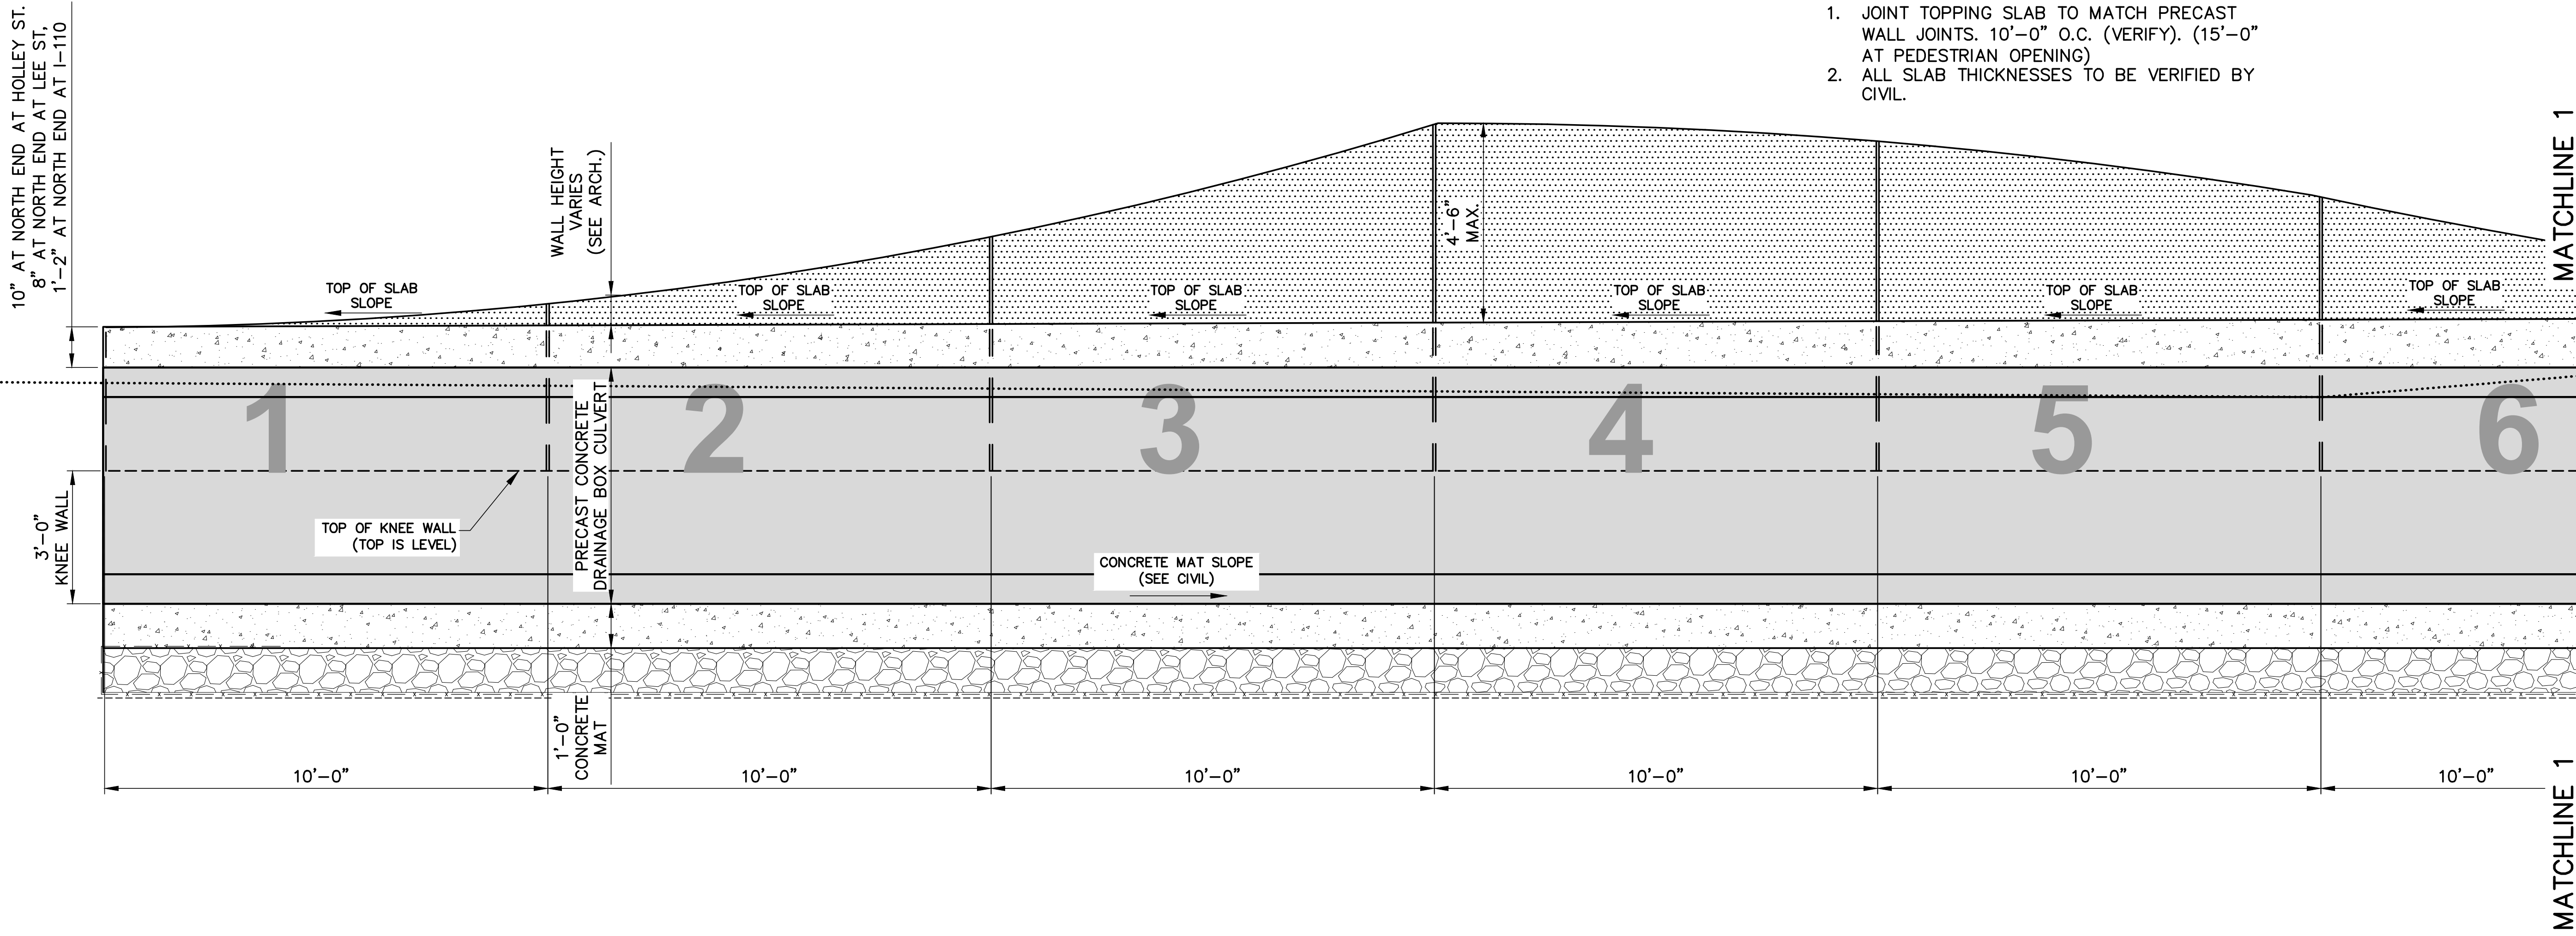 10" AT NORTH END AT HOLLEY ST.
8" AT NORTH END AT LEE ST,
1'-2" AT NORTH END AT I-110
1. JOINT TOPPING SLAB TO MATCH PRECAST
WALL JOINTS. 10'-0" O.C. (VERIFY). (15'-0"
AT PEDESTRIAN OPENING)
2. ALL SLAB THICKNESSES TO BE VERIFIED BY
CIVIL.
MATCHLINE 1
WALL HEIGHT
VARIES
(SEE ARCH.)
4'-6"
MAX.
TOP OF SLAB
SLOPE
TOP OF SLAB
SLOPE
TOP OF SLAB
SLOPE
TOP OF SLAB
SLOPE
TOP OF SLAB
SLOPE
TOP OF SLAB
SLOPE
1
2
3
4
5
6
PRECAST CONCRETE
DRAINAGE BOX CULVERT
3'-0"
KNEE WALL
TOP OF KNEE WALL
(TOP IS LEVEL)
CONCRETE MAT SLOPE
(SEE CIVIL)
1'-0"
CONCRETE
MAT
10'-0"
10'-0"
10'-0"
10'-0"
10'-0"
10'-0"
MATCHLINE 1